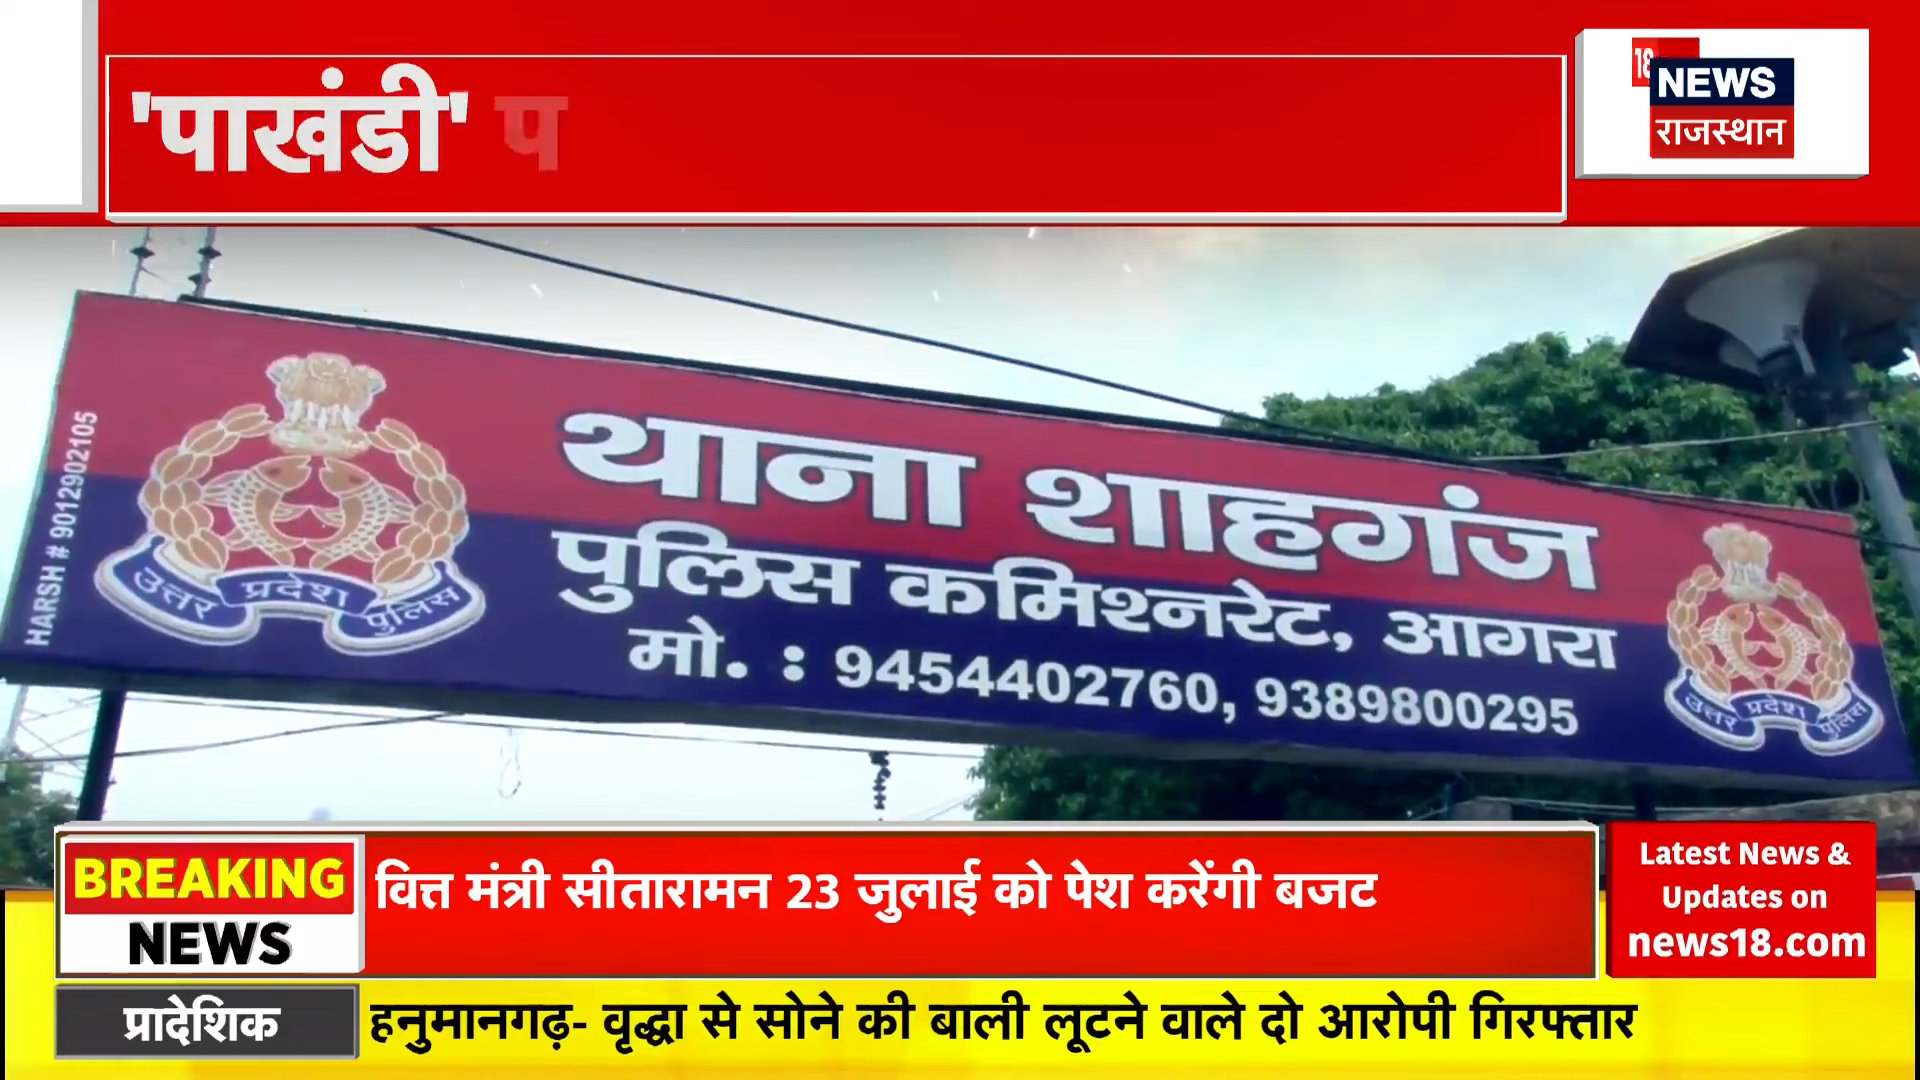 'पाखंडी' प
18
NEWS
राजस्थान
HARSH # 9012902105
थाना शाहगंज
पुलिस कमिश्नरेट, आगरा
मो. : 9454402760, 9389800295
उत्तर प्रदेश पुलिस
उत्तर प्रदेश पुलिस
BREAKING
NEWS
वित्त मंत्री सीतारामन 23 जुलाई को पेश करेंगी बजट
Latest News &
Updates on
news18.com
प्रादेशिक
हनुमानगढ़- वृद्धा से सोने की बाली लूटने वाले दो आरोपी गिरफ्तार